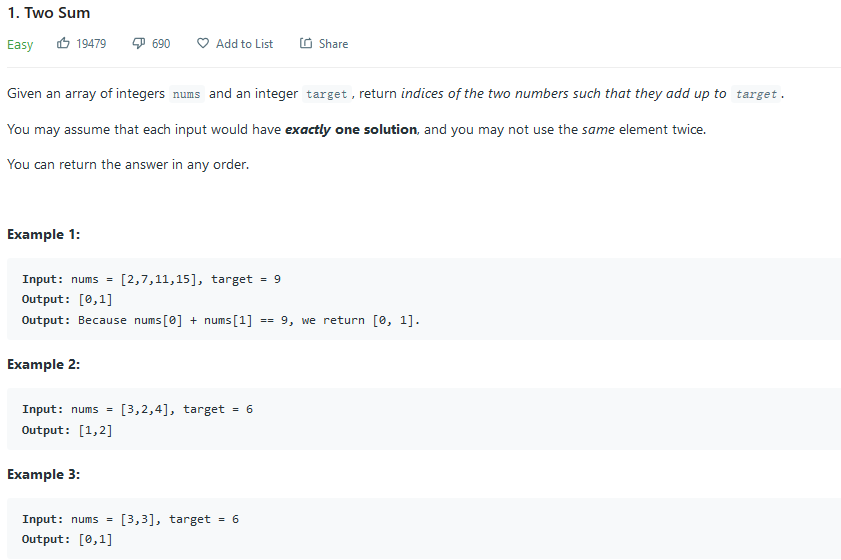 1. Two Sum
Easy 19479 690 Add to List Share
Given an array of integers nums and an integer target , return indices of the two numbers such that they add up to target .
You may assume that each input would have exactly one solution, and you may not use the same element twice.
You can return the answer in any order.
Example 1:
Input: nums = [2,7,11,15], target = 9
Output: [0,1]
Output: Because nums[0] + nums[1] == 9, we return [0, 1].
Example 2:
Input: nums = [3,2,4], target = 6
Output: [1,2]
Example 3:
Input: nums = [3,3], target = 6
Output: [0,1]